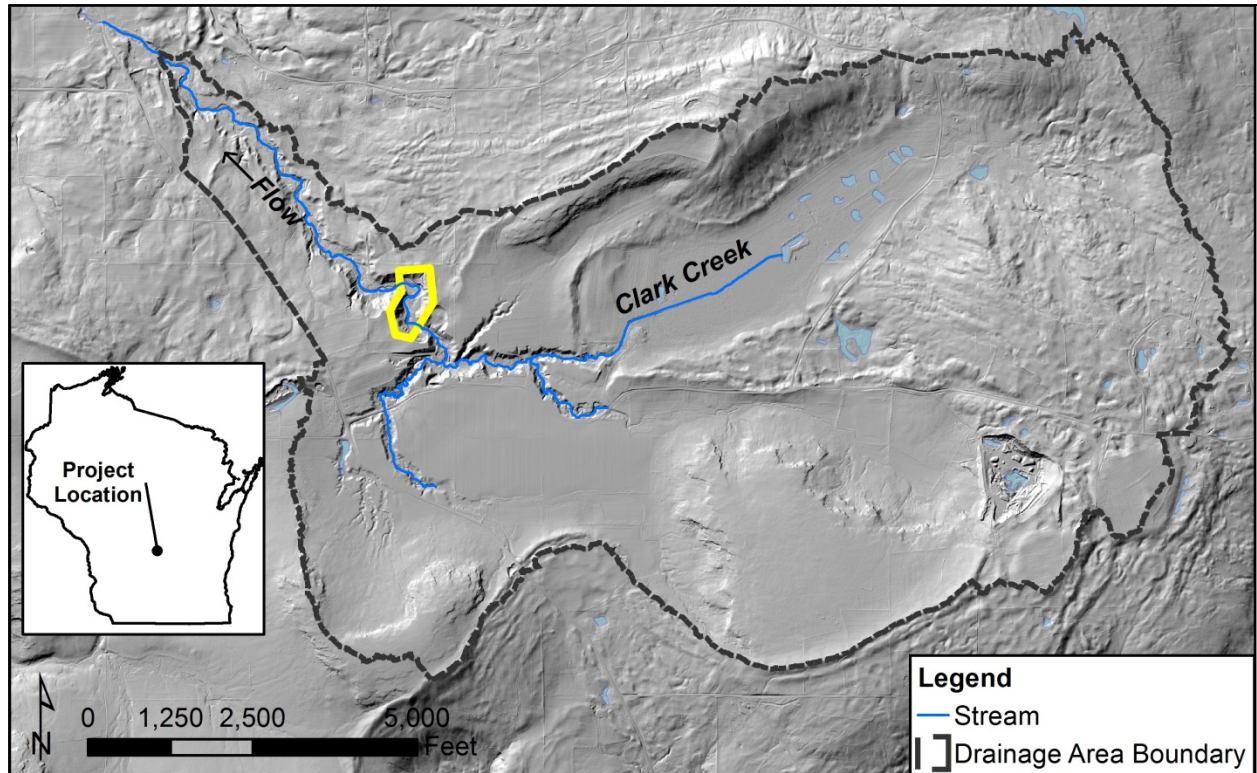 Flow
Clark Creek
Project
Location
N
0 1,250 2,500 5,000
Feet
Legend
Stream
Drainage Area Boundary